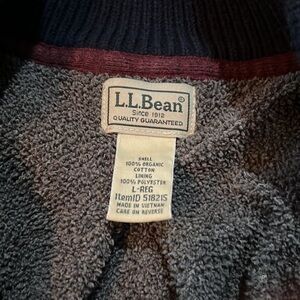 L.L.Bean®
Since 1912
QUALITY GUARANTEED
SHELL
100% ORGANIC
COTTON
LINING
100% POLYESTER
L-REG
ItemID 518215
MADE IN VIETNAM
CARE ON REVERSE